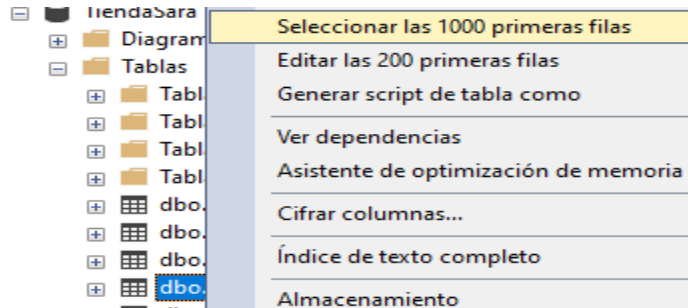 TiendaSara
Diagram
Tablas
Tabl
Tabl
Tabl
Tabl
dbo.
dbo.
dbo.
dbo.
Seleccionar las 1000 primeras filas
Editar las 200 primeras filas
Generar script de tabla como
Ver dependencias
Asistente de optimización de memoria
Cifrar columnas...
Índice de texto completo
Almacenamiento